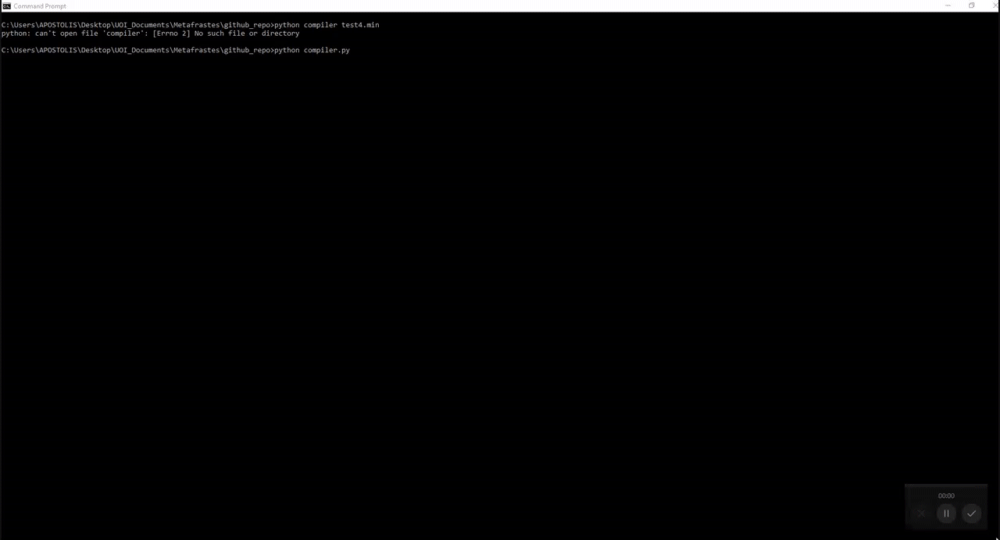 Command Prompt
C:\Users\APOSTOLIS\Desktop\UOI_Documents\Metafrastes\github_repo>python compiler test4.min
python: can't open file 'compiler': [Errno 2] No such file or directory
C:\Users\APOSTOLIS\Desktop\UOI_Documents\Metafrastes\github_repo>python compiler.py
00:00